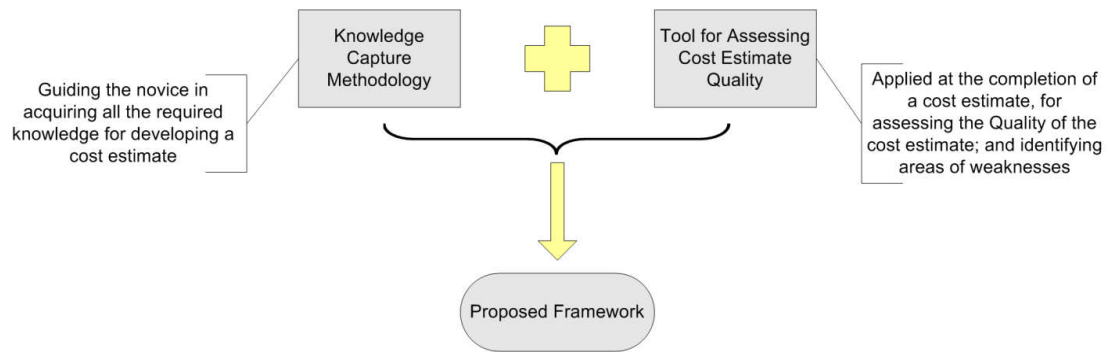 Knowledge
Capture
Methodology
Tool for Assessing
Cost Estimate
Quality
Guiding the novice in
acquiring all the required
knowledge for developing a
cost estimate
Applied at the completion of
a cost estimate, for
assessing the Quality of the
cost estimate; and identifying
areas of weaknesses
Proposed Framework